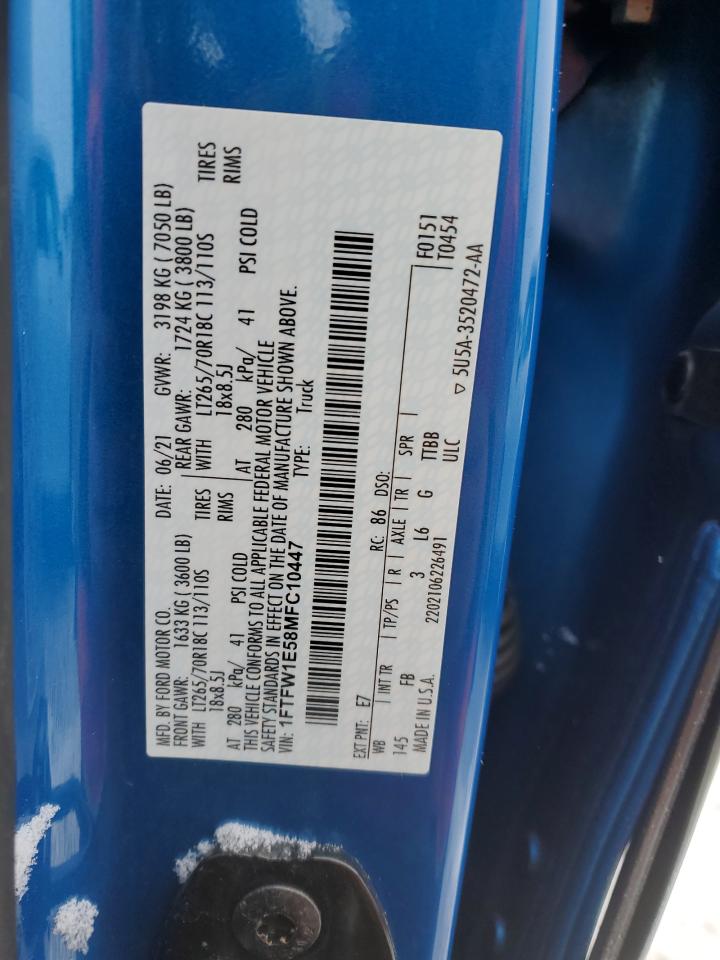 MFD. BY FORD MOTOR CO.
DATE: 06/21 GVWR: 3198 KG ( 7050 LB)
FRONT GAWR: 1633 KG (3600 LB)
REAR GAWR: 1724 KG ( 3800 LB)
WITH LT265/70R18C 113/110S TIRES
WITH LT265/70R18C 113/110S TIRES
18x8.5J RIMS
18x8.5J RIMS
AT 280 kPa/ 41 PSI COLD
AT 280 kPa/ 41 PSI COLD
THIS VEHICLE CONFORMS TO ALL APPLICABLE FEDERAL MOTOR VEHICLE
SAFETY STANDARDS IN EFFECT ON THE DATE OF MANUFACTURE SHOWN ABOVE.
VIN: 1FTFW1E58MFC10447
TYPE: Truck
EXT PNT: E7 RC: 86 DSO:
WB INT TR TP/PS R AXLE TR SPR
F0151
T0454
145 FB 3 L6 G TTBB
MADE IN U.S.A. 2202106226491 ULC
▽ 5U5A-3520472-AA